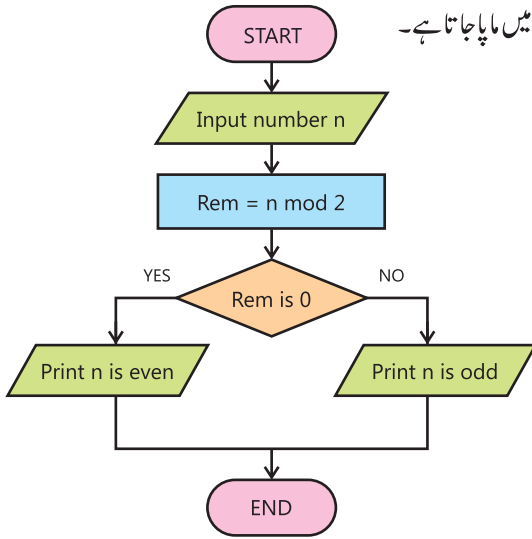 میں ماپا جاتا ہے۔
START
Input number n
Rem = n mod 2
Rem is 0
YES
NO
Print n is even
Print n is odd
END